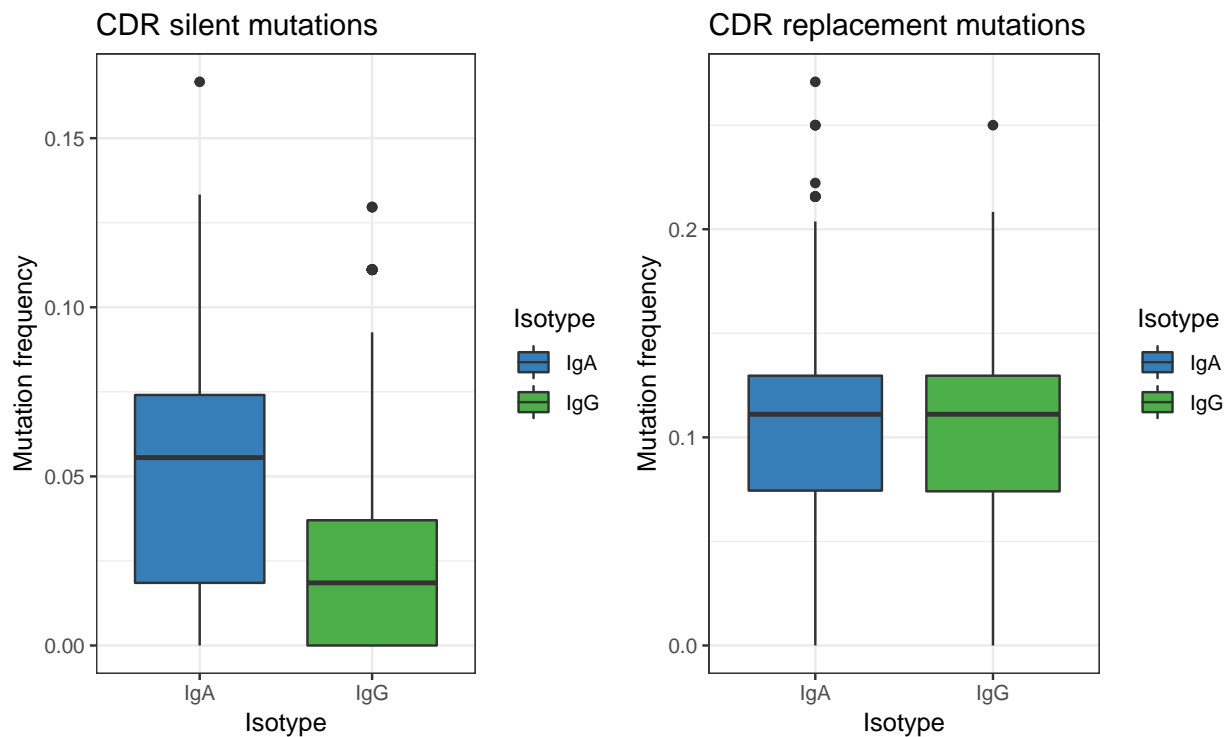 CDR silent mutations
Mutation frequency
0.15
0.10
0.05
0.00
IgA
IgG
Isotype
Isotype
IgA
IgG
CDR replacement mutations
Mutation frequency
0.2
0.1
0.0
IgA
IgG
Isotype
Isotype
IgA
IgG